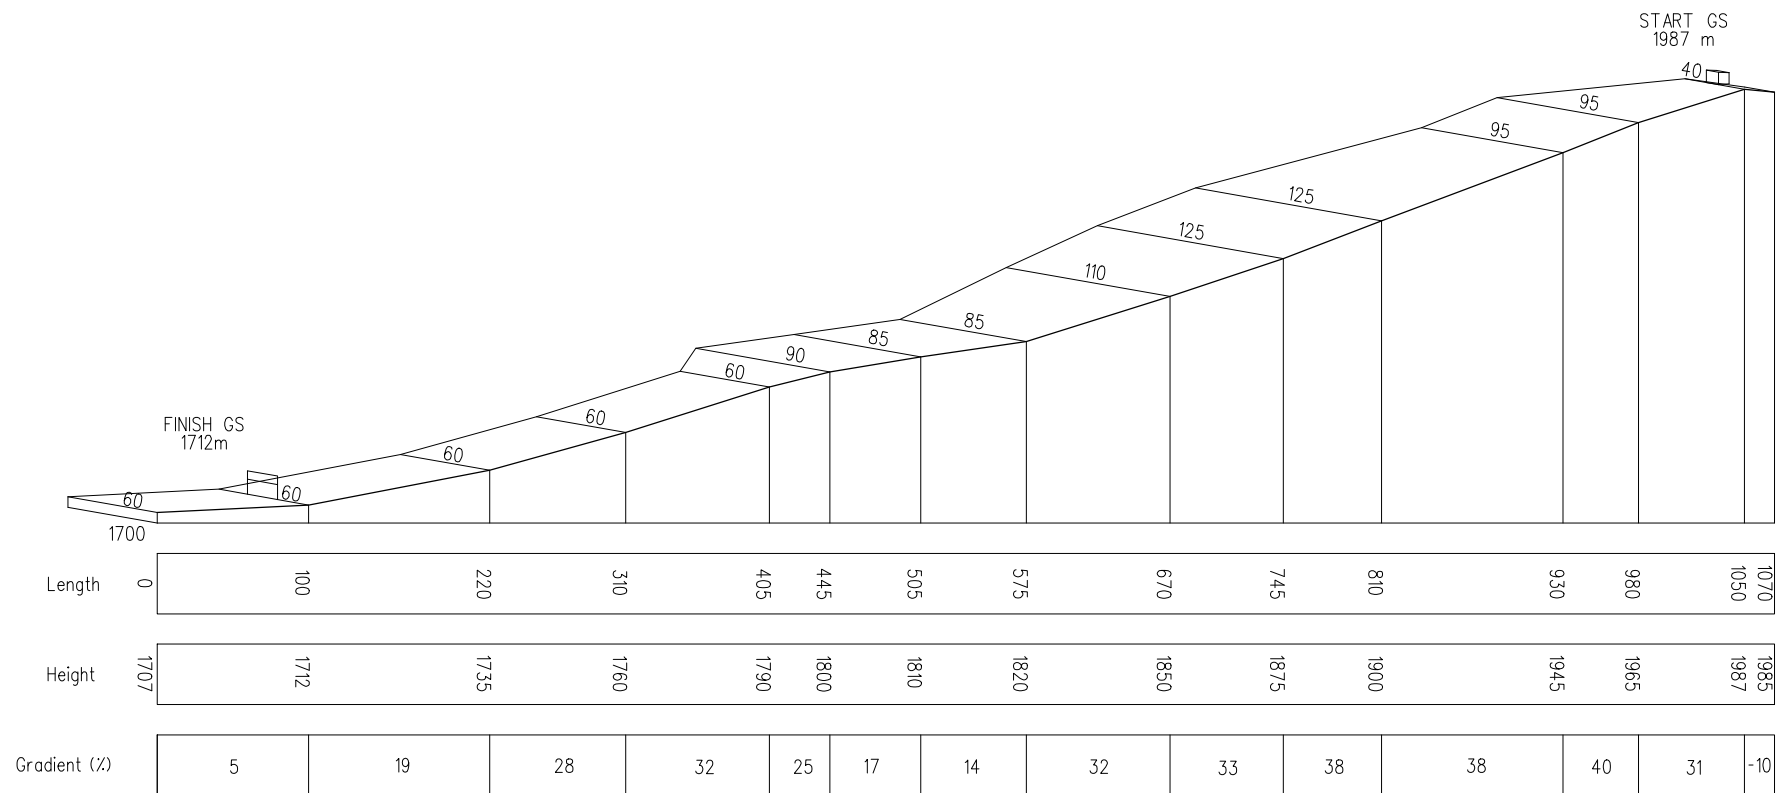 START GS
1987 m
40
95
95
125
125
110
85
85
90
60
60
60
FINISH GS
1712m
60
60
1700
Length 0 100 220 310 405 445 505 575 670 745 810 930 980 1050 1070
Height 1707 1712 1735 1760 1790 1800 1810 1820 1850 1875 1900 1945 1965 1987 1985
Gradient (%) 5 19 28 32 25 17 14 32 33 38 38 40 31 -10